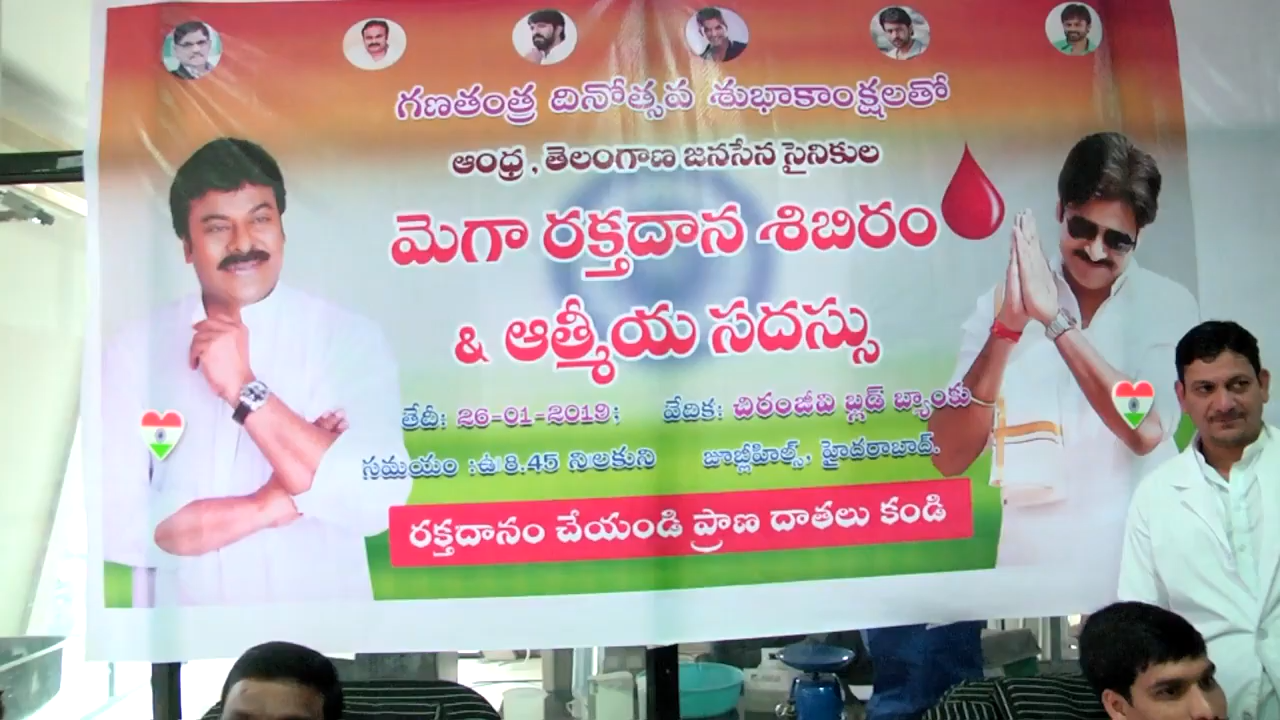 గణతంత్ర దినోత్సవ శుభాకాంక్షలతో
ఆంధ్ర , తెలంగాణ జనసేన సైనికుల
మెగా రక్తదాన శిబిరం
& ఆత్మీయ సదస్సు
తేదీ: 26-01-2019; వేదిక: చిరంజీవి బ్లడ్ బ్యాంకు
సమయం :ఉ॥8.45 నిలకుని జూబ్లీహిల్స్, హైదరాబాద్.
రక్తదానం చేయండి ప్రాణ దాతలు కండి